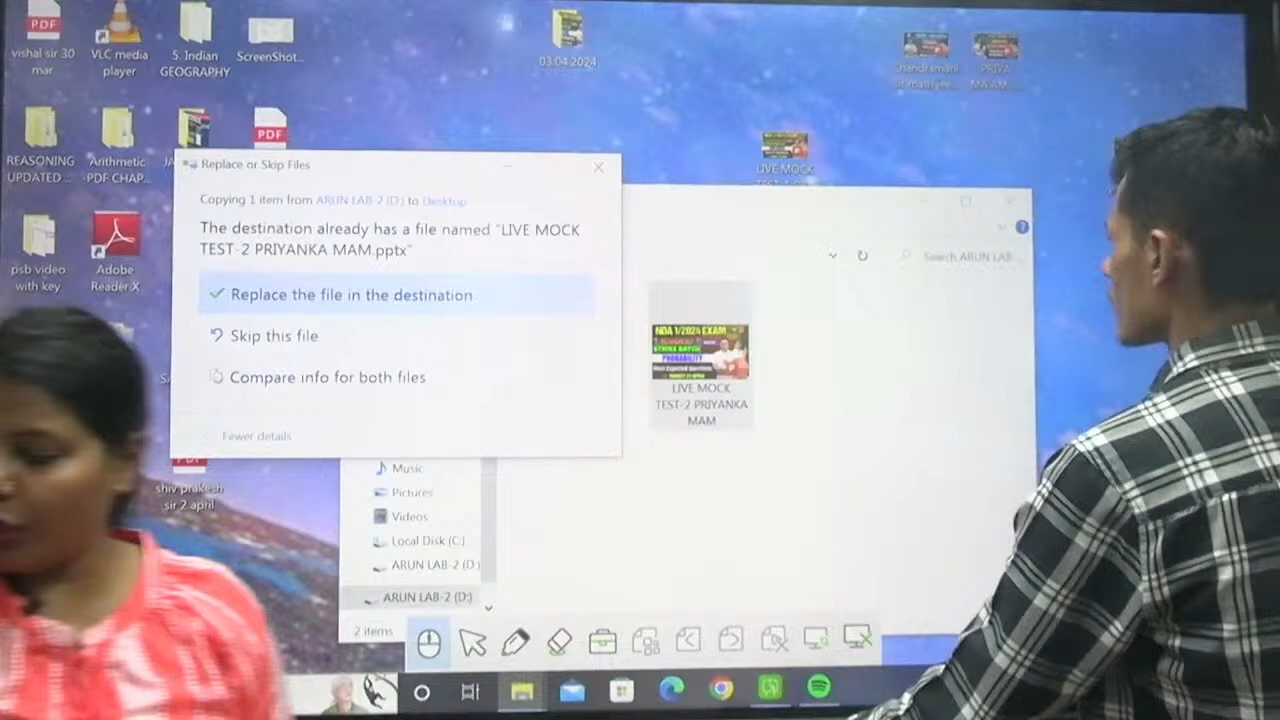 vishal sir 30
mar
VLC media
player
5. Indian
GEOGRAPHY
ScreenShot...
03.04.2024
PDF
REASONING
UPDATED ...
Arithmetic
-PDF CHAP...
PDF
LIVE MOCK
psb video
with key
Adobe
Reader X
shiv prakesh
sir 2 april
Replace or Skip Files
Copying 1 item from ARUN LAB-2 (D:) to Desktop
The destination already has a file named "LIVE MOCK
TEST-2 PRIYANKA MAM.pptx"
Replace the file in the destination
Skip this file
Compare info for both files
Fewer details
Search ARUN LAB...
NDA 1/2024 EXAM
PROBABILITY
LIVE MOCK
TEST-2 PRIYANKA
MAM
Music
Pictures
Videos
Local Disk (C:)
ARUN LAB-2 (D:)
ARUN LAB-2 (D:)
2 items